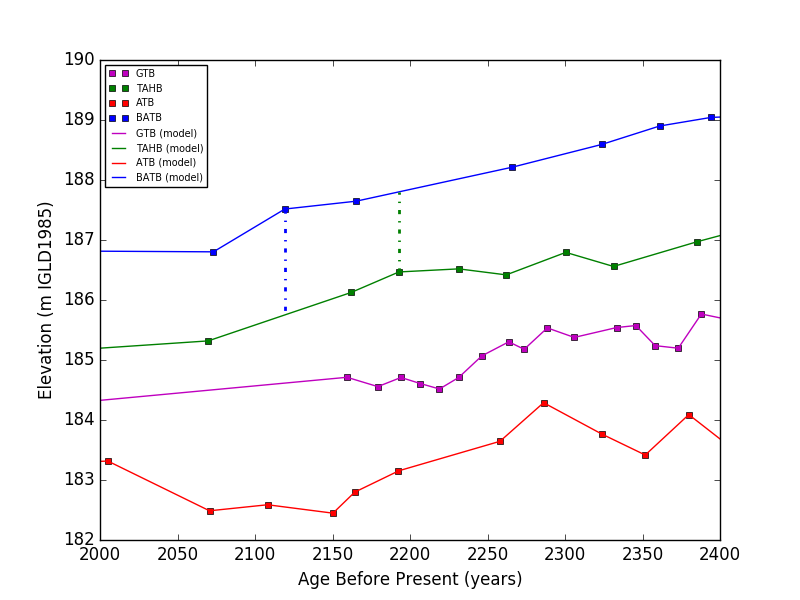 190
189
188
187
186
185
184
183
182
Elevation (m IGLD1985)
GTB
TAHB
ATB
BATB
GTB (model)
TAHB (model)
ATB (model)
BATB (model)
2000 2050 2100 2150 2200 2250 2300 2350 2400
Age Before Present (years)